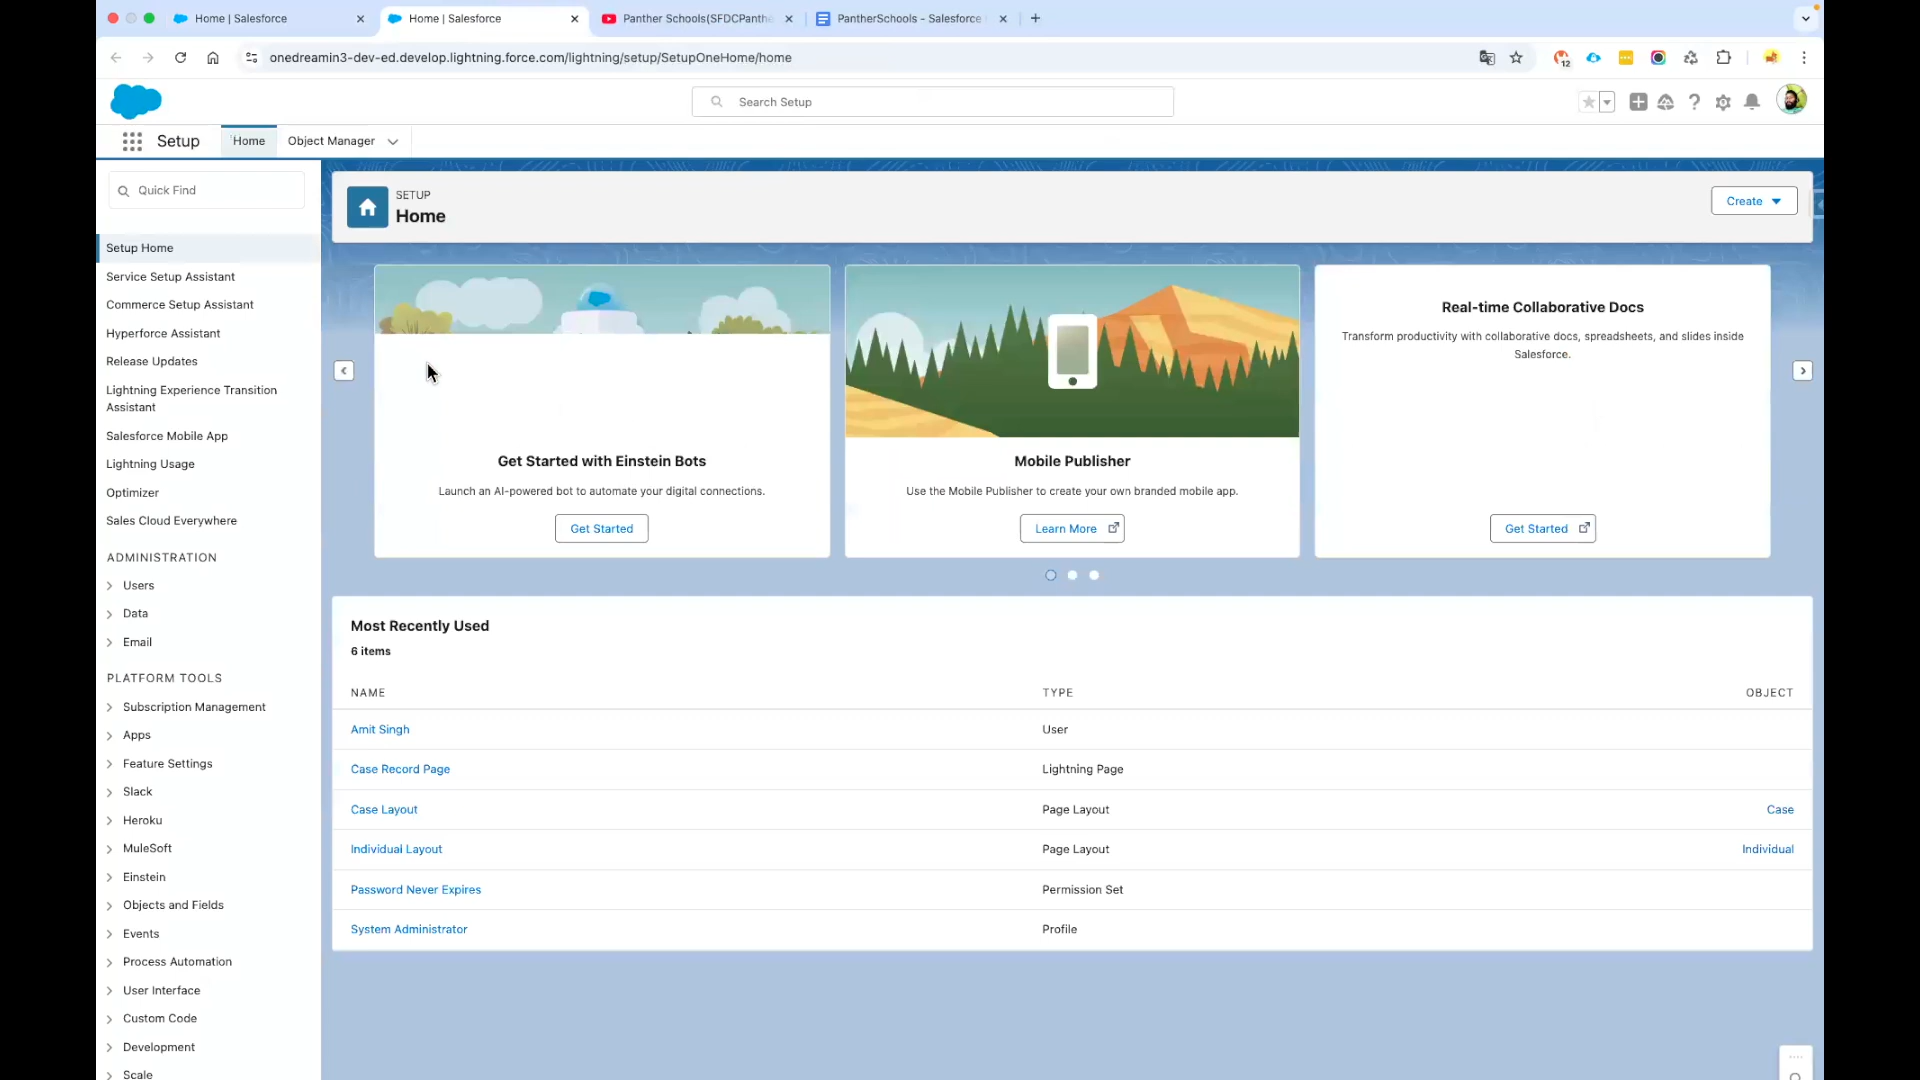 Home | Salesforce
Home | Salesforce
Panther Schools(SFDCPanthe
PantherSchools - Salesforce
onedreamin3-dev-ed.develop.lightning.force.com/lightning/setup/SetupOneHome/home
12
Search Setup
Setup
Home
Object Manager
Quick Find
SETUP
Home
Create
Setup Home
Service Setup Assistant
Commerce Setup Assistant
Hyperforce Assistant
Release Updates
Lightning Experience Transition
Assistant
Salesforce Mobile App
Lightning Usage
Optimizer
Sales Cloud Everywhere
ADMINISTRATION
Users
Data
Email
PLATFORM TOOLS
Subscription Management
Apps
Feature Settings
Slack
Heroku
MuleSoft
Einstein
Objects and Fields
Events
Process Automation
User Interface
Custom Code
Development
Scale
Get Started with Einstein Bots
Launch an AI-powered bot to automate your digital connections.
Get Started
Mobile Publisher
Use the Mobile Publisher to create your own branded mobile app.
Learn More
Real-time Collaborative Docs
Transform productivity with collaborative docs, spreadsheets, and slides inside
Salesforce.
Get Started
Most Recently Used
6 items
NAME TYPE OBJECT
Amit Singh User
Case Record Page Lightning Page
Case Layout Page Layout Case
Individual Layout Page Layout Individual
Password Never Expires Permission Set
System Administrator Profile